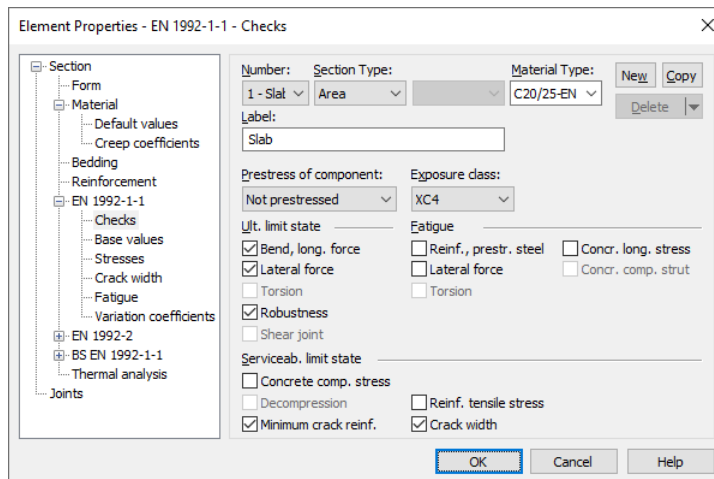 Element Properties - EN 1992-1-1 - Checks
Section
Form
Material
Default values
Creep coefficients
Bedding
Reinforcement
EN 1992-1-1
Checks
Base values
Stresses
Crack width
Fatigue
Variation coefficients
EN 1992-2
BS EN 1992-1-1
Thermal analysis
Joints
Number: Section Type: Material Type:
1 - Slab Area C20/25-EN New Copy
Delete
Label:
Slab
Prestress of component: Exposure class:
Not prestressed XC4
Ult. limit state Fatigue
Bend, long. force Reinf., prestr. steel Concr. long. stress
Lateral force Lateral force Concr. comp. strut
Torsion Torsion
Robustness
Shear joint
Serviceab. limit state
Concrete comp. stress
Decompression Reinf. tensile stress
Minimum crack reinf. Crack width
OK Cancel Help